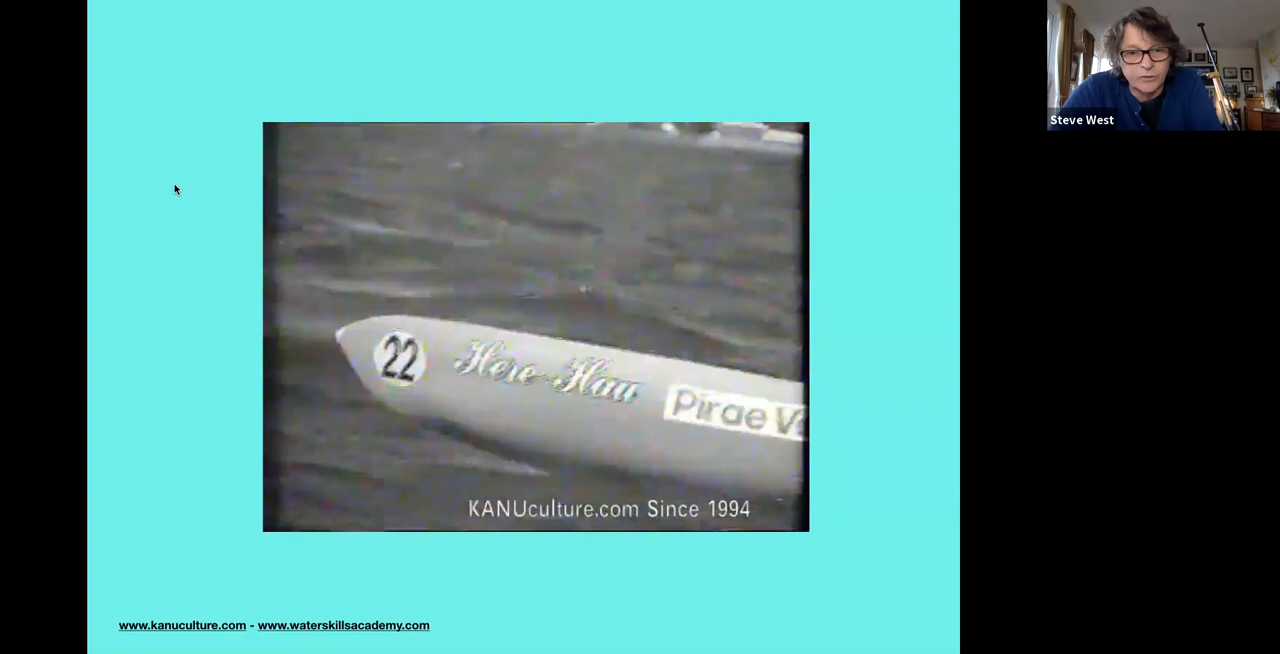 Steve West
22
Here-Hau
Pirae
KANUculture.com Since 1994
www.kanuculture.com - www.waterskillsacademy.com